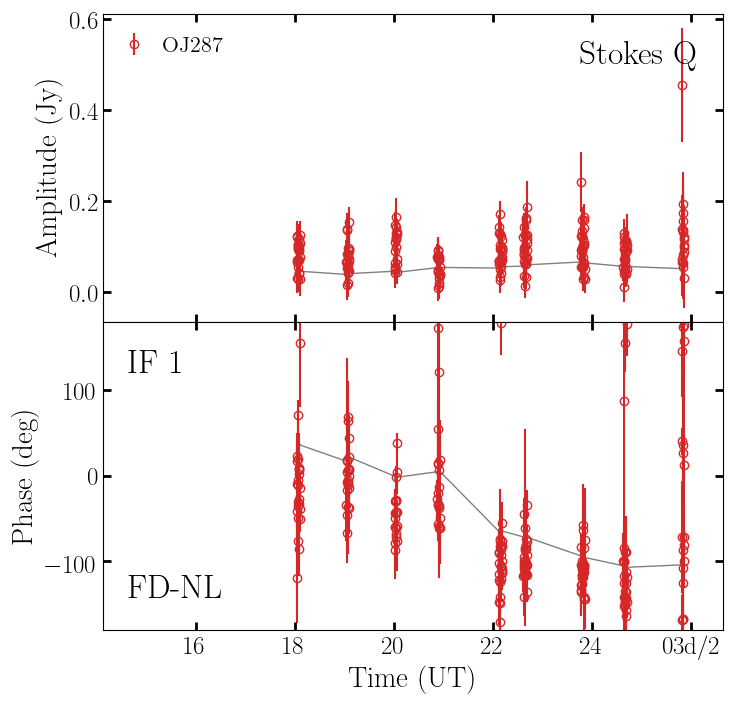 0.6
OJ287
Stokes Q
0.4
Amplitude (Jy)
0.2
0.0
IF 1
100
Phase (deg)
0
−100
FD-NL
16 18 20 22 24 03d/2
Time (UT)